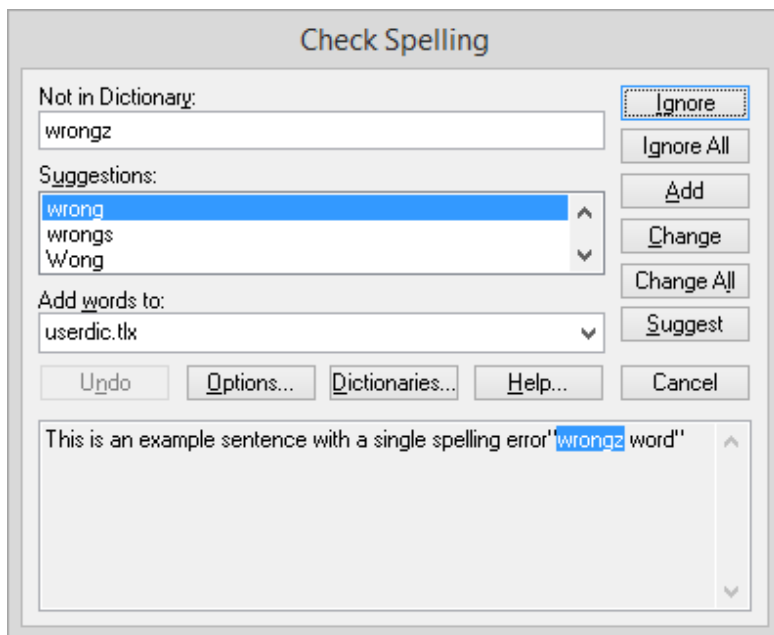 Check Spelling
Not in Dictionary:
wrongz
Ignore
Ignore All
Suggestions:
wrong
wrongs
Wong
Add
Change
Change All
Add words to:
userdic.tlx
Suggest
Undo
Options...
Dictionaries...
Help...
Cancel
This is an example sentence with a single spelling error"wrongz word"